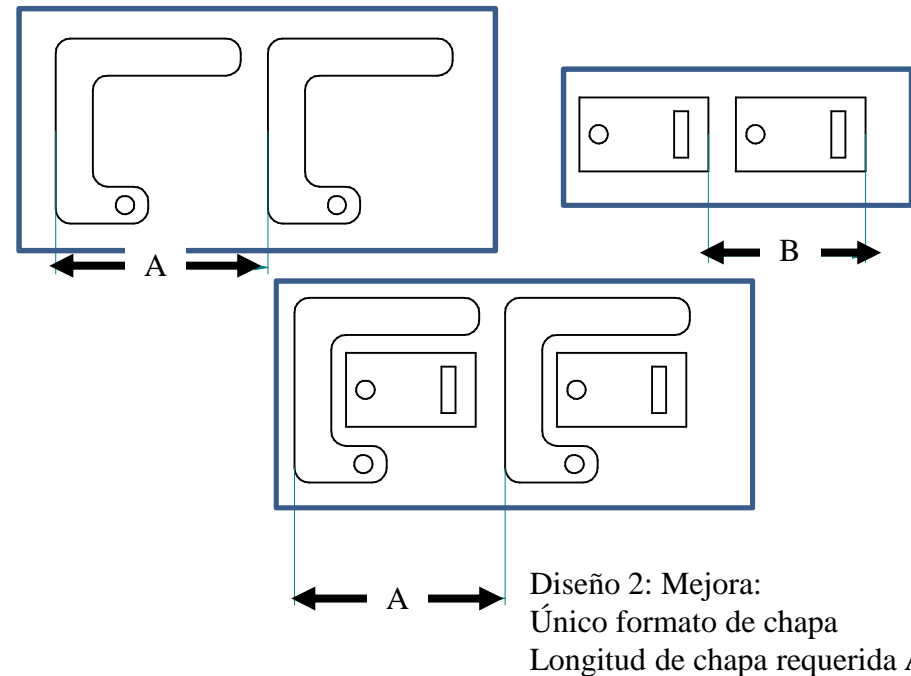 A
B
A
Diseño 2: Mejora:
Único formato de chapa
Longitud de chapa requerida A